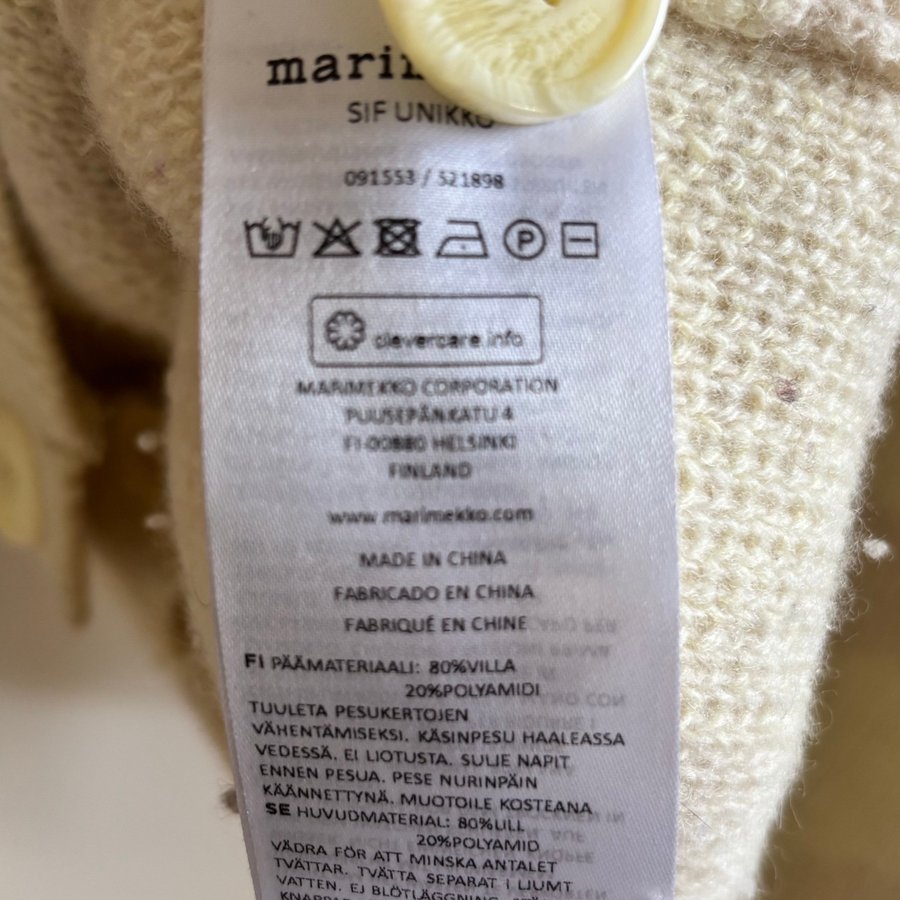 SIF UNIKKO
091553 / 521898
P
clevercare.info
MARIMEKKO CORPORATION
PUUSEPÄNKATU 4
FI-00880 HELSINKI
FINLAND
www.marimekko.com
MADE IN CHINA
FABRICADO EN CHINA
FABRIQUÉ EN CHINE
FI PÄÄMATERIAALI: 80%VILLA
20%POLYAMIDI
TUULETA PESUKERTOJEN
VÄHENTÄMISEKSI. KÄSINPESU HAALEASSA
VEDESSÄ. EI LIOTUSTA. SULJE NAPIT
ENNEN PESUA. PESE NURINPÄIN
KÄÄNNETTYNÄ. MUOTOILE KOSTEANA
SE HUVUDMATERIAL: 80%ULL
20%POLYAMID
VÄDRA FÖR ATT MINSKA ANTALET
TVÄTTAR. TVÄTTA SEPARAT I LJUMT
VATTEN. EJ BLÖTLÄGGNING.